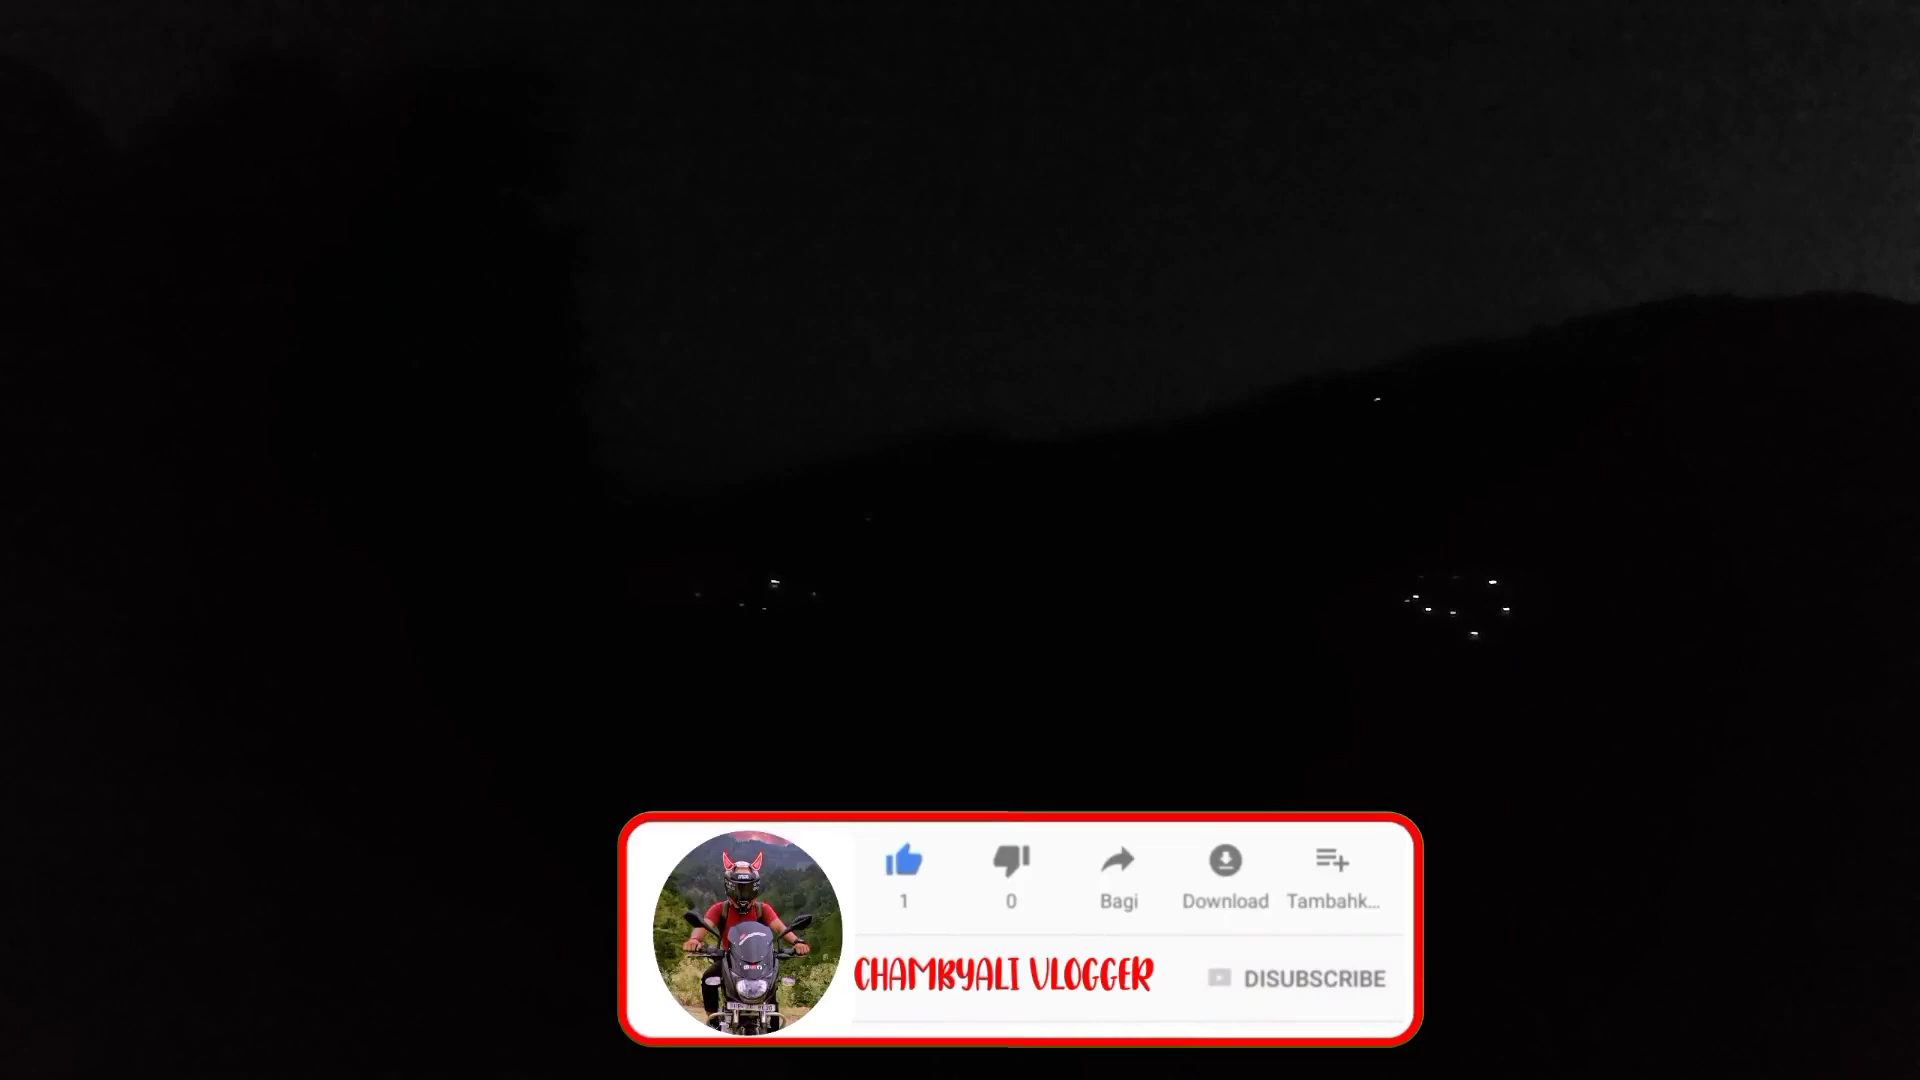 1
0
Bagi
Download
Tambahk...
CHAMBYALI VLOGGER
DISUBSCRIBE